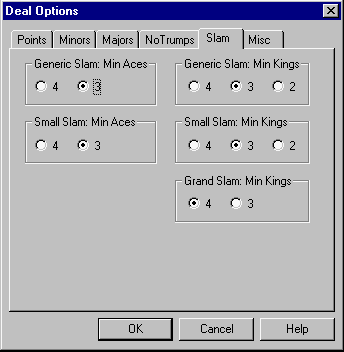 Deal Options
Points Minors Majors NoTrumps Slam Misc
Generic Slam: Min Aces Generic Slam: Min Kings
4 3 4 3 2
Small Slam: Min Aces Small Slam: Min Kings
4 3 4 3 2
Grand Slam: Min Kings
4 3
OK Cancel Help